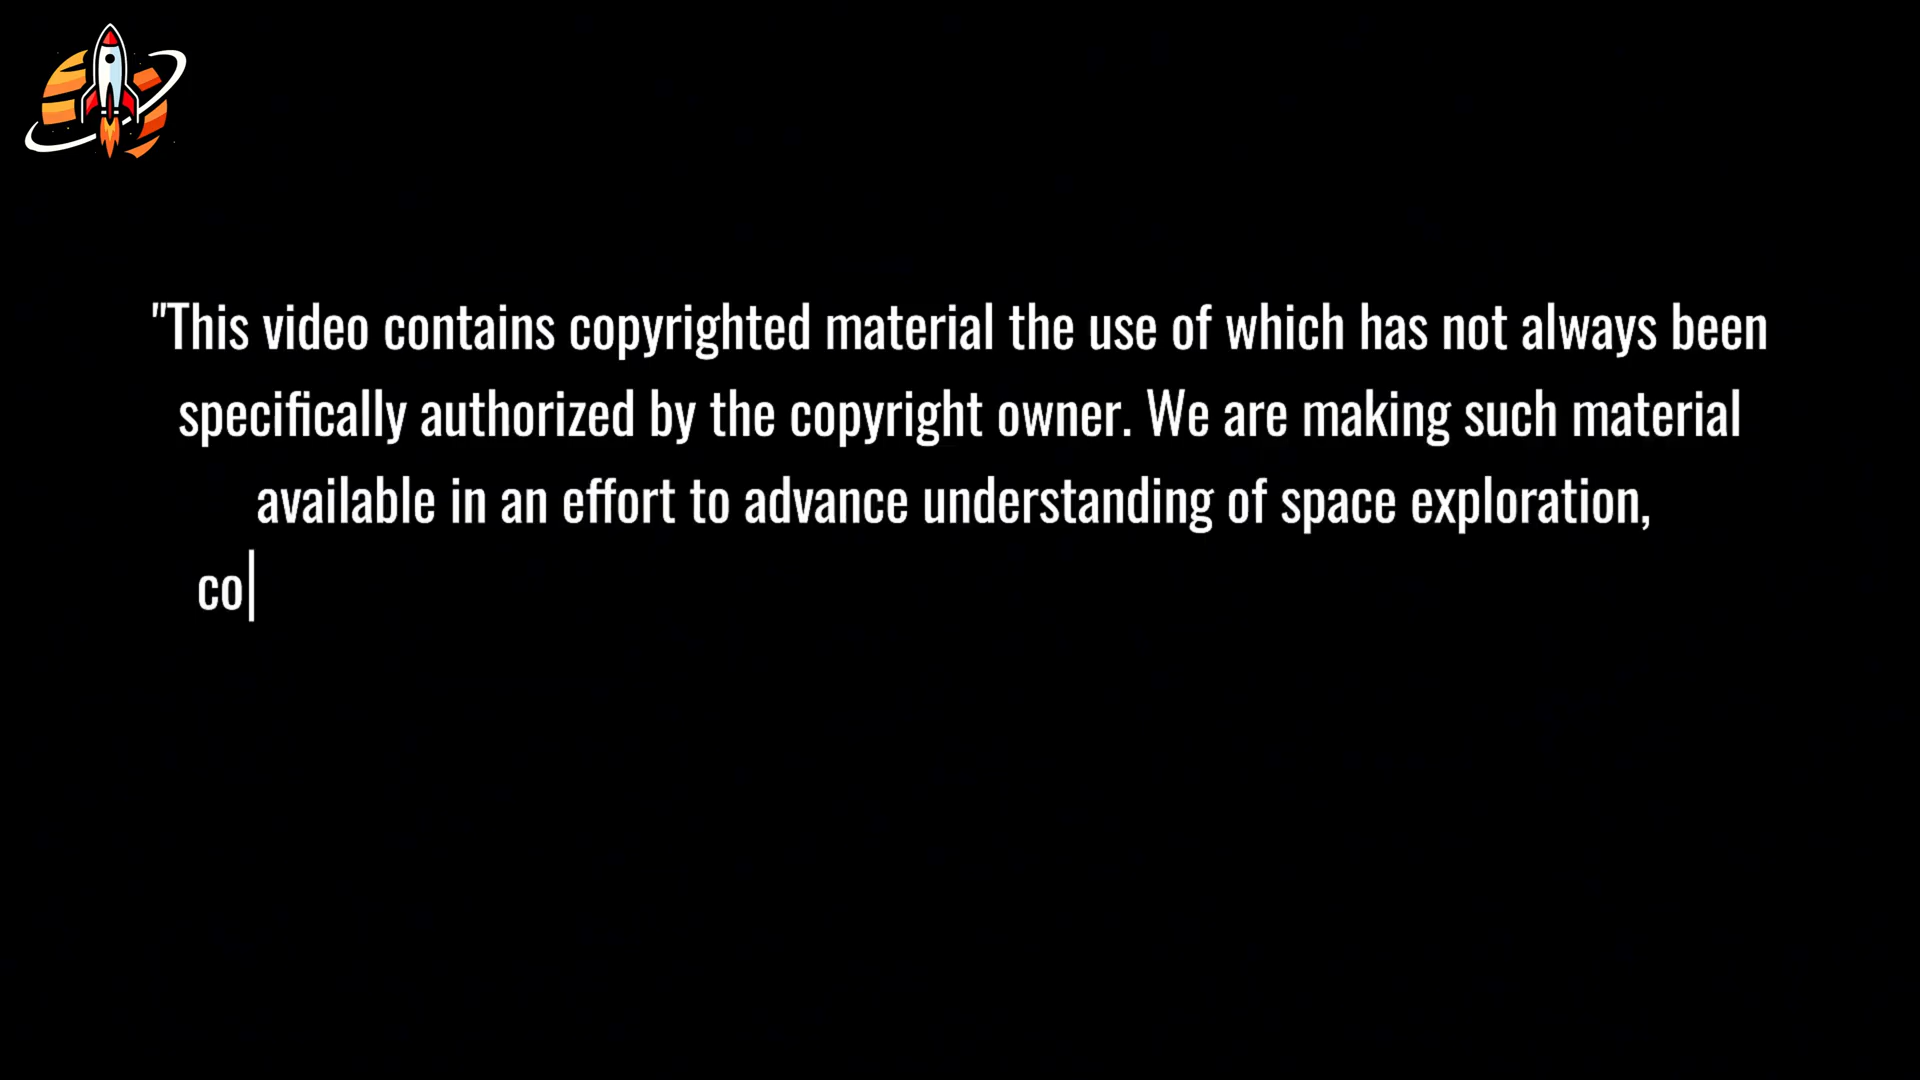 "This video contains copyrighted material the use of which has not always been
specifically authorized by the copyright owner. We are making such material
available in an effort to advance understanding of space exploration,
co